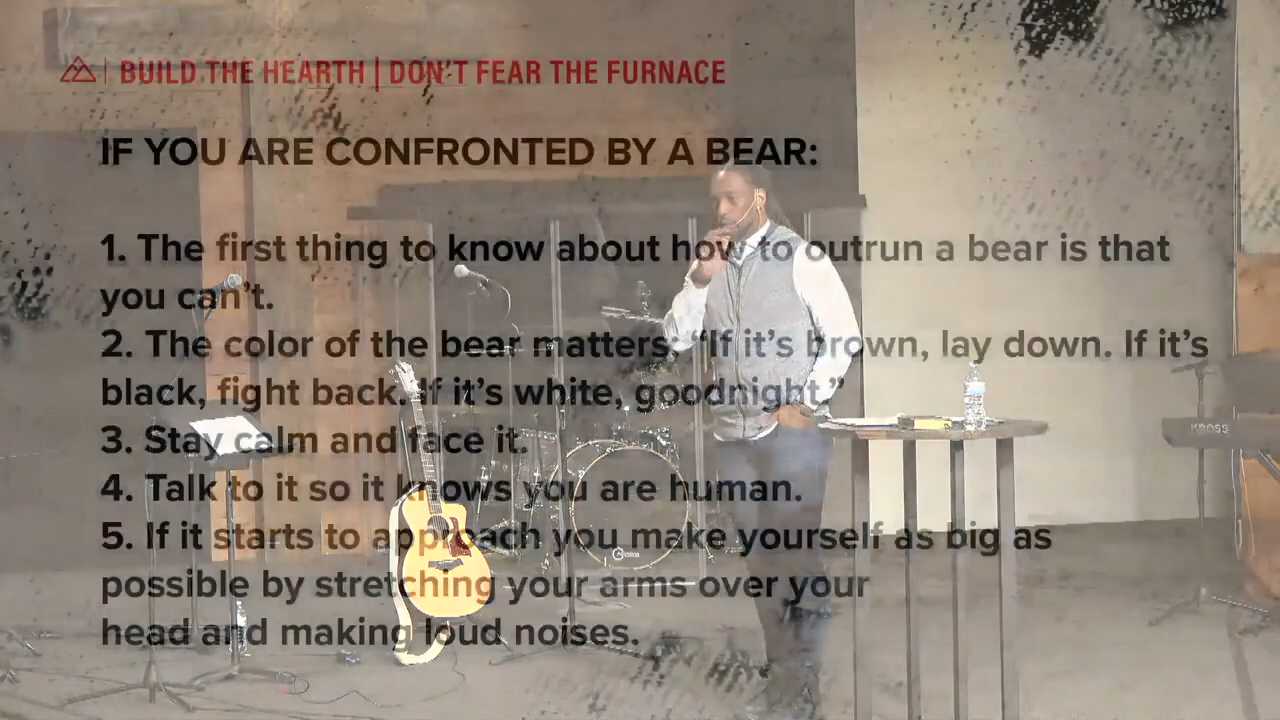 BUILD THE HEARTH | DON'T FEAR THE FURNACE
IF YOU ARE CONFRONTED BY A BEAR:
1. The first thing to know about how to outrun a bear is that
you can't.
2. The color of the bear matters, "If it's brown, lay down. If it's
black, fight back. If it's white, goodnight."
3. Stay calm and face it.
4. Talk to it so it knows you are human.
5. If it starts to approach you make yourself as big as
possible by stretching your arms over your
head and making loud noises.
KROSS